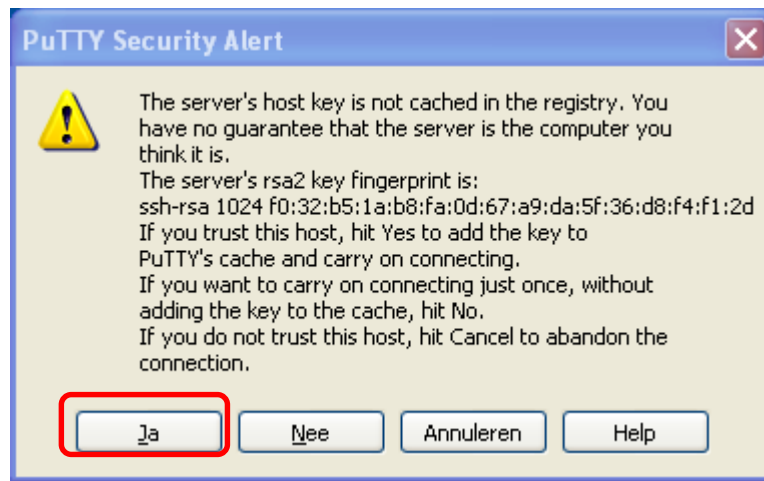 PuTTY Security Alert
The server's host key is not cached in the registry. You
have no guarantee that the server is the computer you
think it is.
The server's rsa2 key fingerprint is:
ssh-rsa 1024 f0:32:b5:1a:b8:fa:0d:67:a9:da:5f:36:d8:f4:f1:2d
If you trust this host, hit Yes to add the key to
PuTTY's cache and carry on connecting.
If you want to carry on connecting just once, without
adding the key to the cache, hit No.
If you do not trust this host, hit Cancel to abandon the
connection.
Ja Nee Annuleren Help